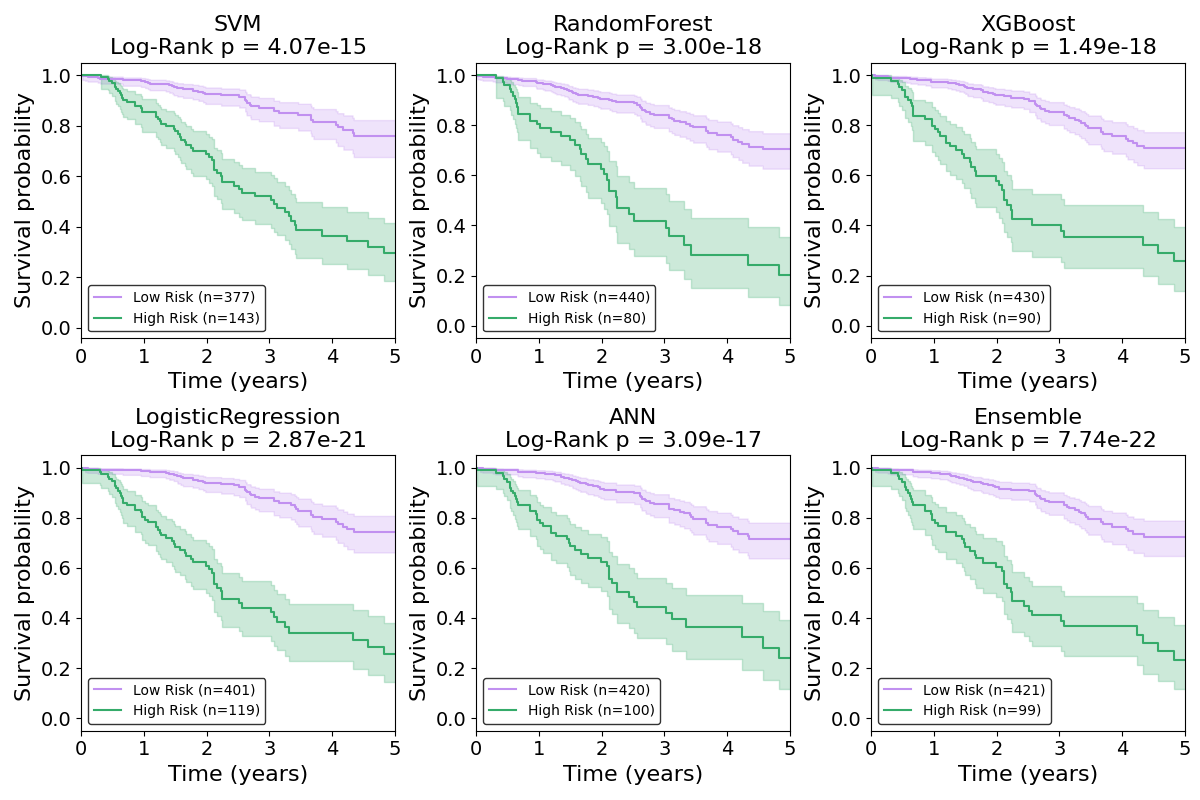 SVM
Log-Rank p = 4.07e-15
Survival probability
1.0
0.8
0.6
0.4
0.2
0.0
Low Risk (n=377)
High Risk (n=143)
0 1 2 3 4 5
Time (years)
RandomForest
Log-Rank p = 3.00e-18
Survival probability
1.0
0.8
0.6
0.4
0.2
0.0
Low Risk (n=440)
High Risk (n=80)
0 1 2 3 4 5
Time (years)
XGBoost
Log-Rank p = 1.49e-18
Survival probability
1.0
0.8
0.6
0.4
0.2
0.0
Low Risk (n=430)
High Risk (n=90)
0 1 2 3 4 5
Time (years)
LogisticRegression
Log-Rank p = 2.87e-21
Survival probability
1.0
0.8
0.6
0.4
0.2
0.0
Low Risk (n=401)
High Risk (n=119)
0 1 2 3 4 5
Time (years)
ANN
Log-Rank p = 3.09e-17
Survival probability
1.0
0.8
0.6
0.4
0.2
0.0
Low Risk (n=420)
High Risk (n=100)
0 1 2 3 4 5
Time (years)
Ensemble
Log-Rank p = 7.74e-22
Survival probability
1.0
0.8
0.6
0.4
0.2
0.0
Low Risk (n=421)
High Risk (n=99)
0 1 2 3 4 5
Time (years)